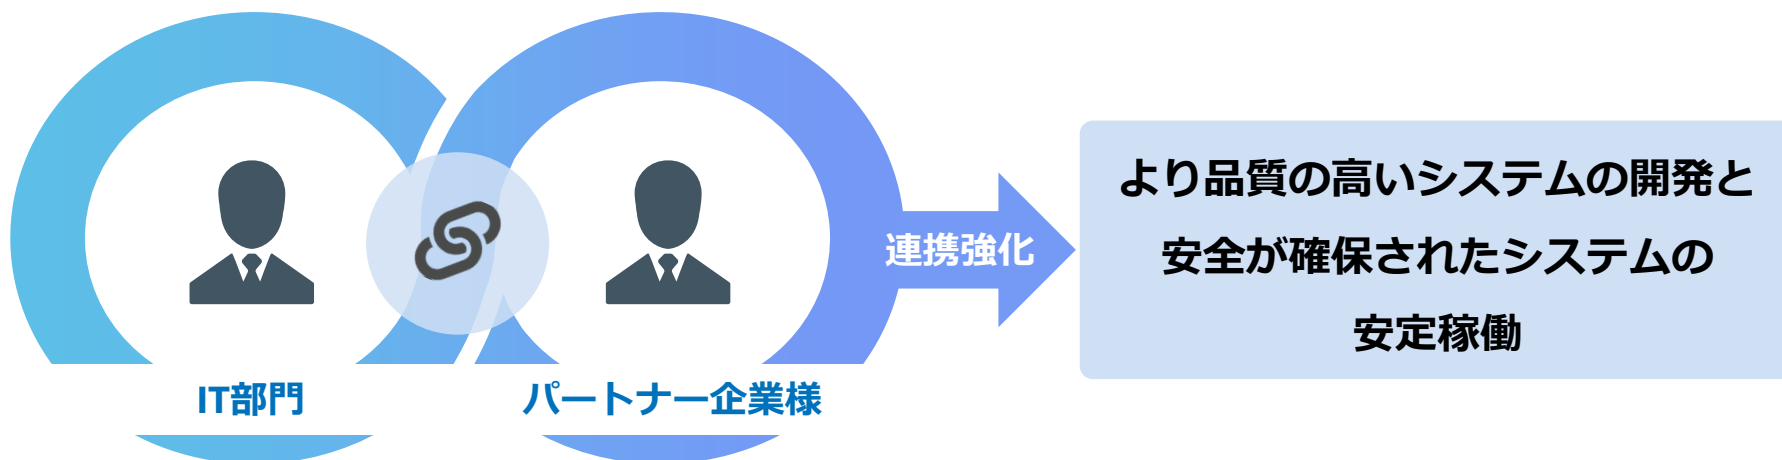 IT部門
パートナー企業様
連携強化
より品質の高いシステムの開発と
安全が確保されたシステムの
安定稼働